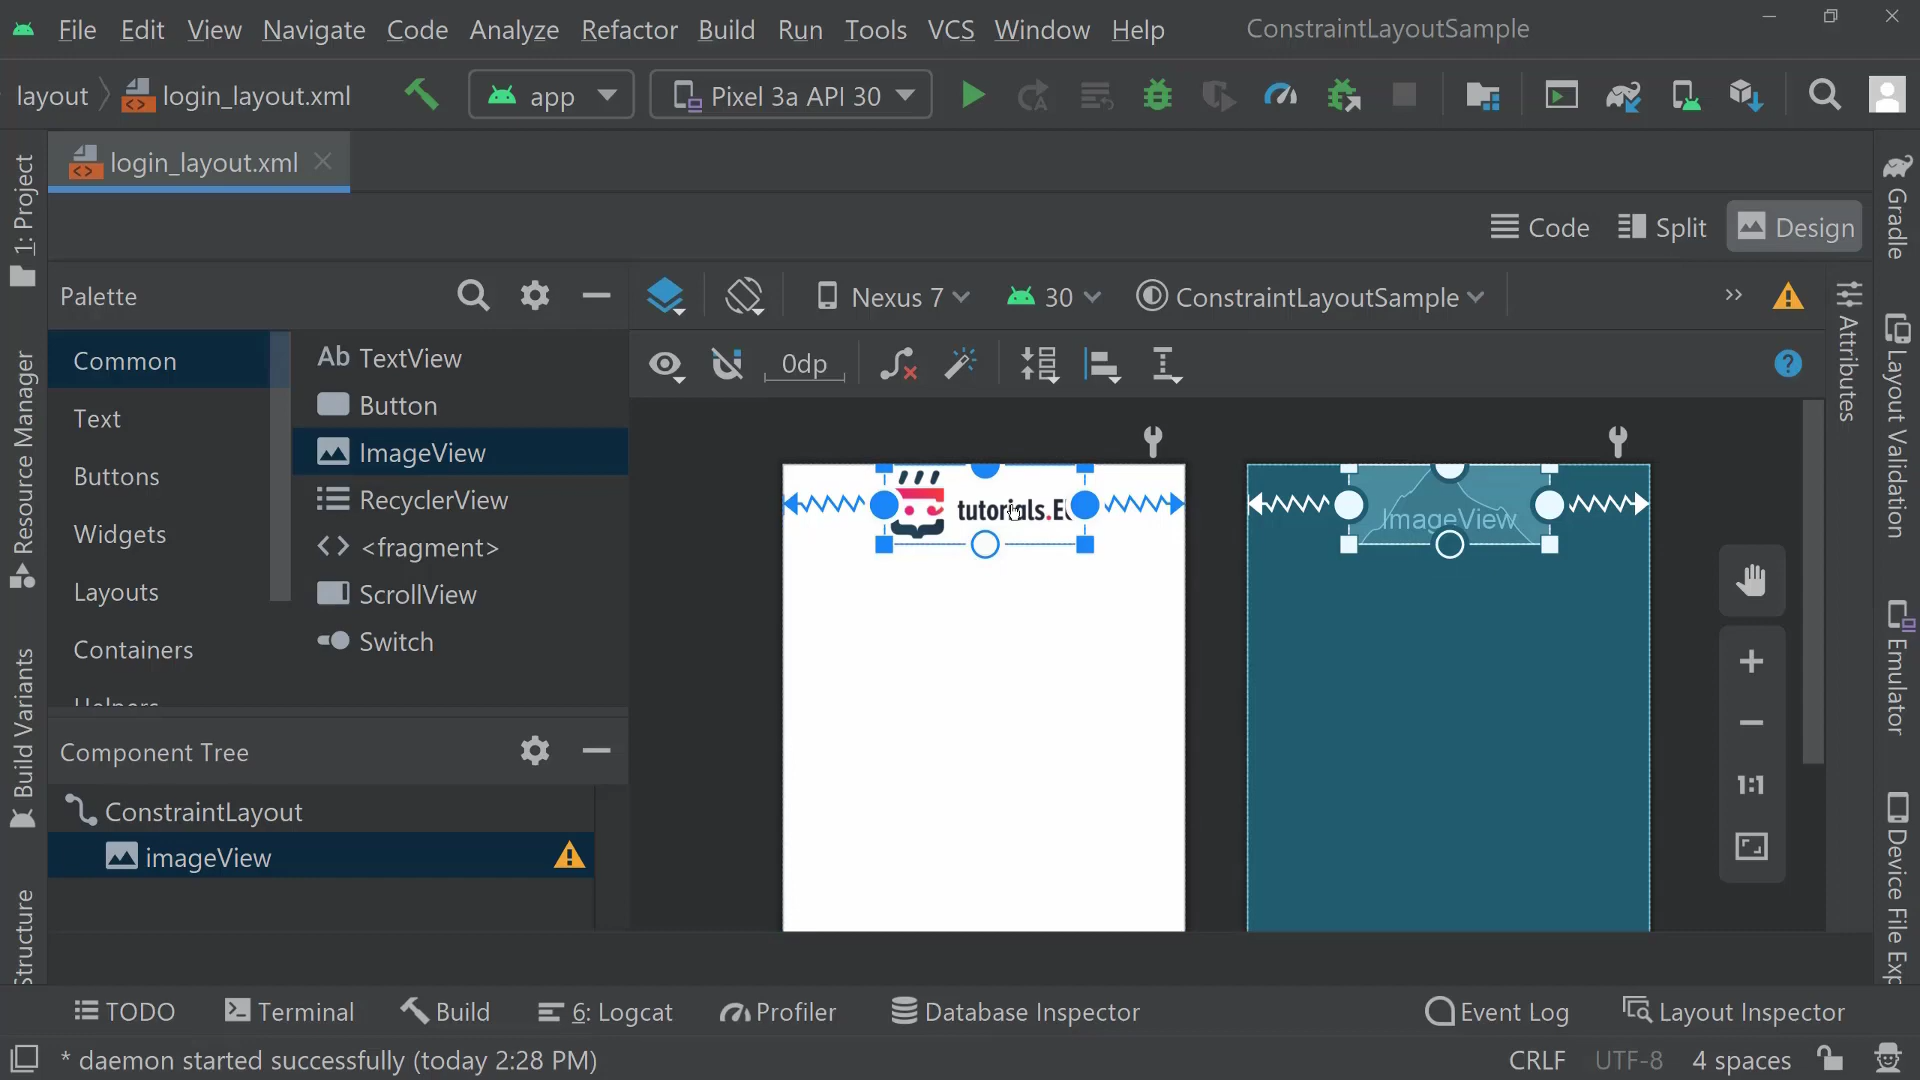 File Edit View Navigate Code Analyze Refactor Build Run Tools VCS Window Help ConstraintLayoutSample
layout login_layout.xml app Pixel 3a API 30
login_layout.xml
Code Split Design
Palette
Nexus 7 30 ConstraintLayoutSample
0dp
Common
Text
Buttons
Widgets
Layouts
Containers
Helpers
Ab TextView
Button
ImageView
RecyclerView
<fragment>
ScrollView
Switch
tutorials.E
ImageView
1:1
Component Tree
ConstraintLayout
imageView
1: Project
Resource Manager
Build Variants
Structure
Gradle
Attributes
Layout Validation
Emulator
Device File Exp
TODO Terminal Build 6: Logcat Profiler Database Inspector Event Log Layout Inspector
* daemon started successfully (today 2:28 PM) CRLF UTF-8 4 spaces